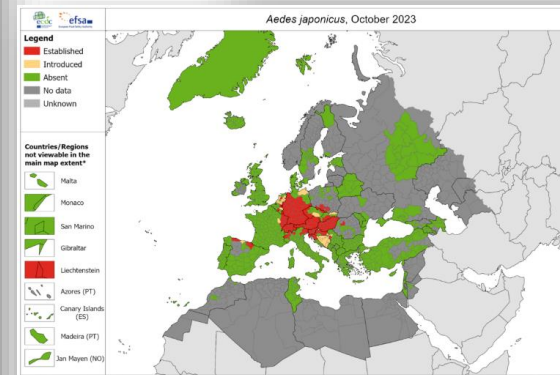 ecdc
efsa
Aedes japonicus, October 2023
Legend
Established
Introduced
Absent
No data
Unknown
Countries/Regions
not viewable in the
main map extent*
Malta
Monaco
San Marino
Gibraltar
Liechtenstein
Azores (PT)
Canary Islands
(ES)
Madeira (PT)
Jan Mayen (NO)